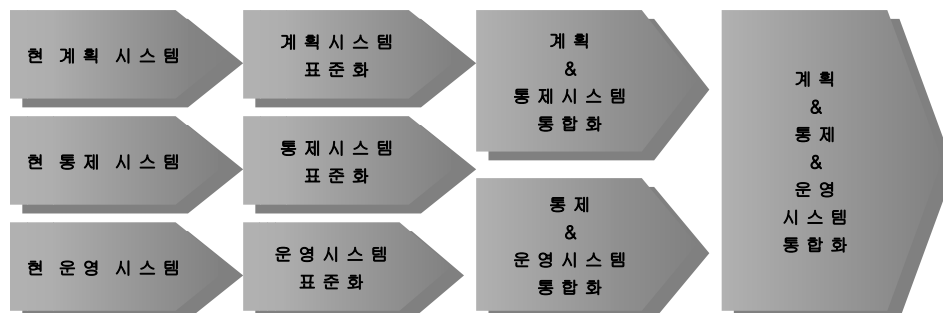 현 계획 시스템
현 통제 시스템
현 운영 시스템
계획시스템
표준화
통제시스템
표준화
운영시스템
표준화
계획
&
통제시스템
통합화
통제
&
운영시스템
통합화
계획
&
통제
&
운영
시스템
통합화